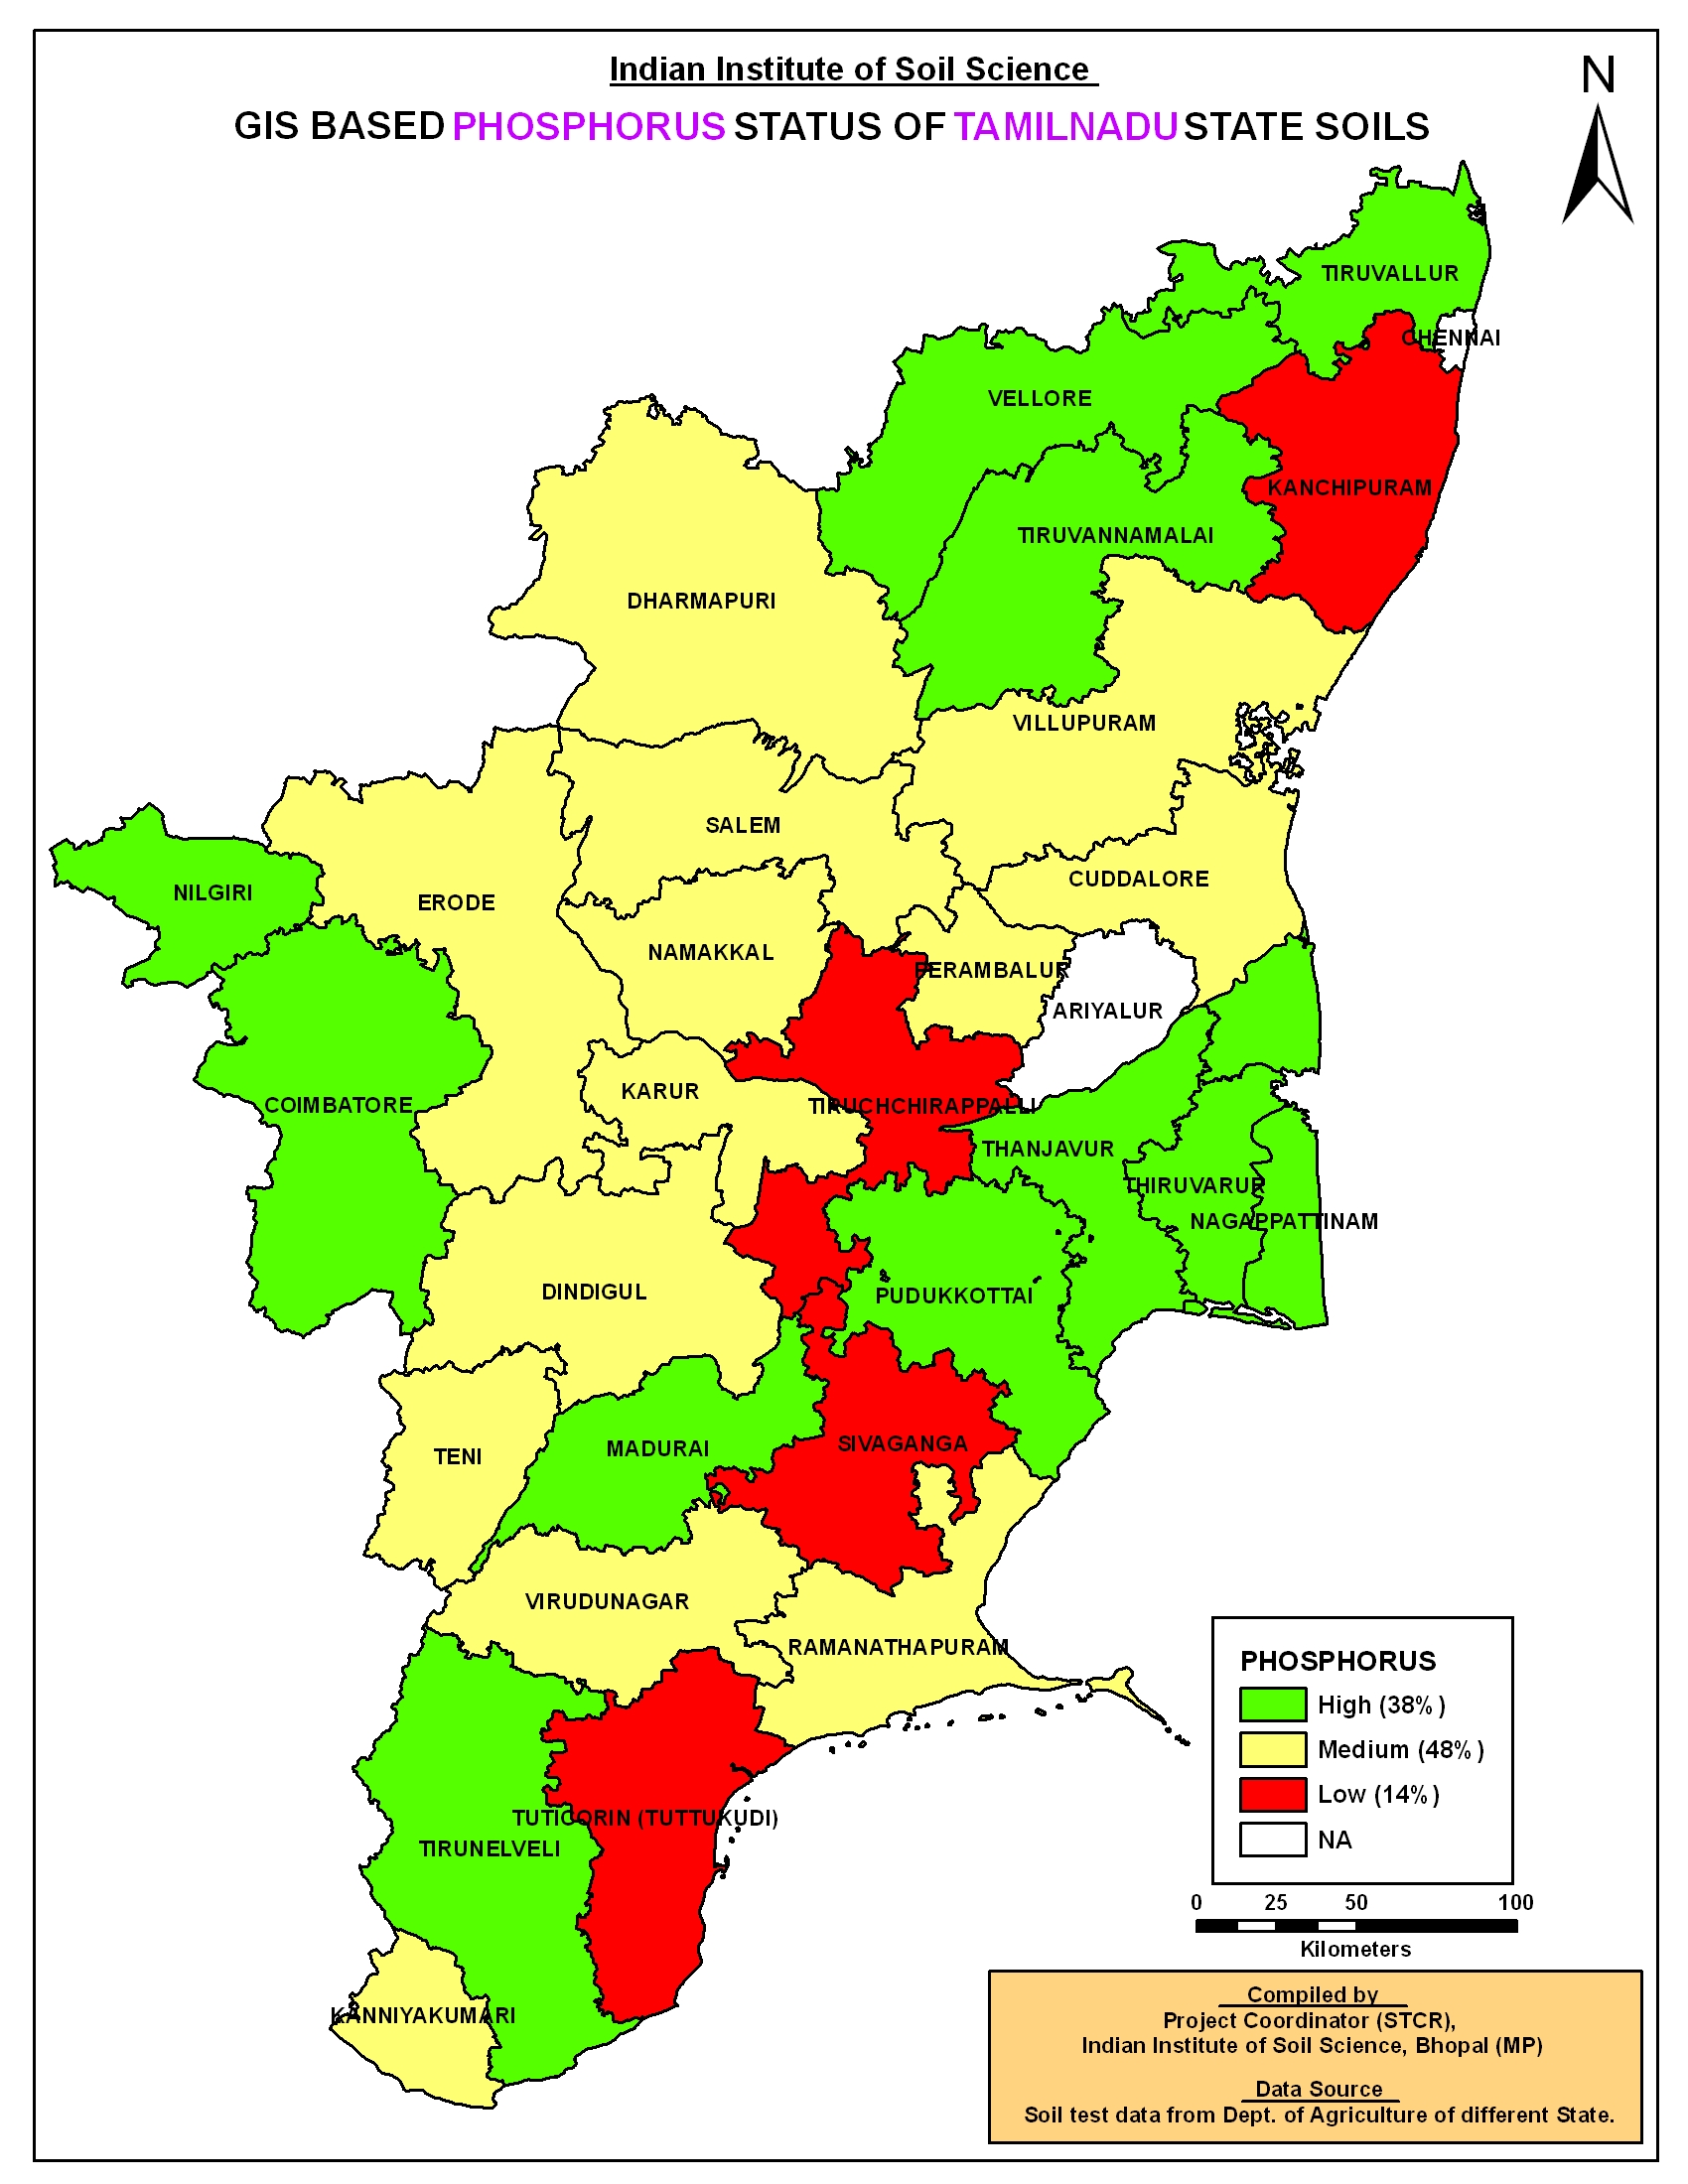 Indian Institute of Soil Science
GIS BASED PHOSPHORUS STATUS OF TAMILNADU STATE SOILS
N
TIRUVALLUR
CHENNAI
VELLORE
KANCHIPURAM
TIRUVANNAMALAI
DHARMAPURI
VILLUPURAM
SALEM
CUDDALORE
NILGIRI
ERODE
NAMAKKAL
PERAMBALUR
ARIYALUR
KARUR
COIMBATORE
TIRUCHCHIRAPPALLI
THANJAVUR
THIRUVARUR
NAGAPPATTINAM
DINDIGUL
PUDUKKOTTAI
SIVAGANGA
MADURAI
TENI
VIRUDUNAGAR
RAMANATHAPURAM
TUTICORIN (TUTTUKUDI)
TIRUNELVELI
KANNIYAKUMARI
PHOSPHORUS
High (38%)
Medium (48%)
Low (14%)
NA
0 25 50 100
Kilometers
Compiled by
Project Coordinator (STCR),
Indian Institute of Soil Science, Bhopal (MP)
Data Source
Soil test data from Dept. of Agriculture of different State.